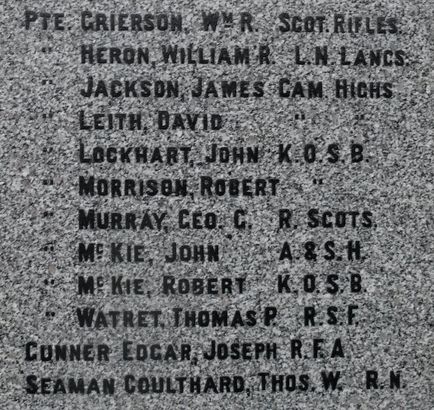 PTE. GRIERSON, WM R. SCOT. RIFLES.
" HERON, WILLIAM R. L.N. LANCS.
" JACKSON, JAMES CAM HIGHS
" LEITH, DAVID " "
" LOCKHART, JOHN K.O.S.B.
" MORRISON, ROBERT "
" MURRAY, GEO. G. R. SCOTS.
" McKIE, JOHN A.&S.H.
" McKIE, ROBERT K.O.S.B.
" WATRET, THOMAS P. R.S.F.
GUNNER EDGAR, JOSEPH R.F.A.
SEAMAN COULTHARD, THOS. W. R.N.